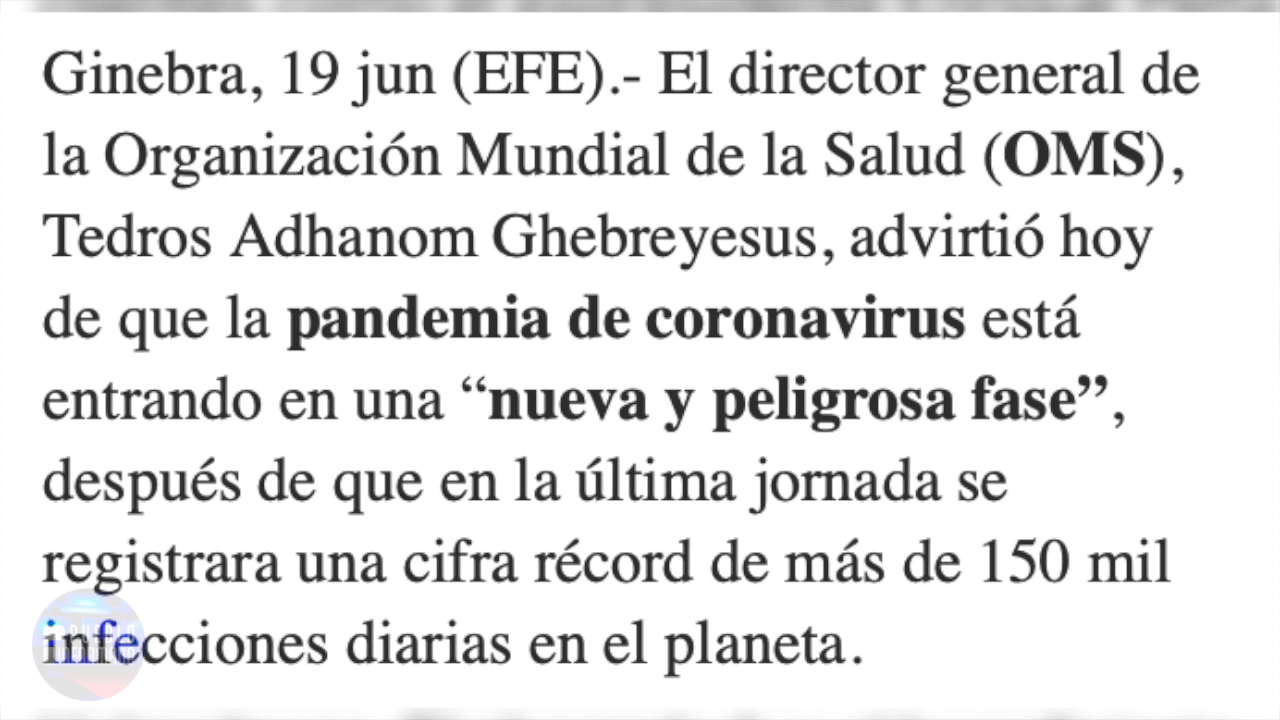 Ginebra, 19 jun (EFE).- El director general de
la Organización Mundial de la Salud (OMS),
Tedros Adhanom Ghebreyesus, advirtió hoy
de que la pandemia de coronavirus está
entrando en una “nueva y peligrosa fase”,
después de que en la última jornada se
registrara una cifra récord de más de 150 mil
infecciones diarias en el planeta.